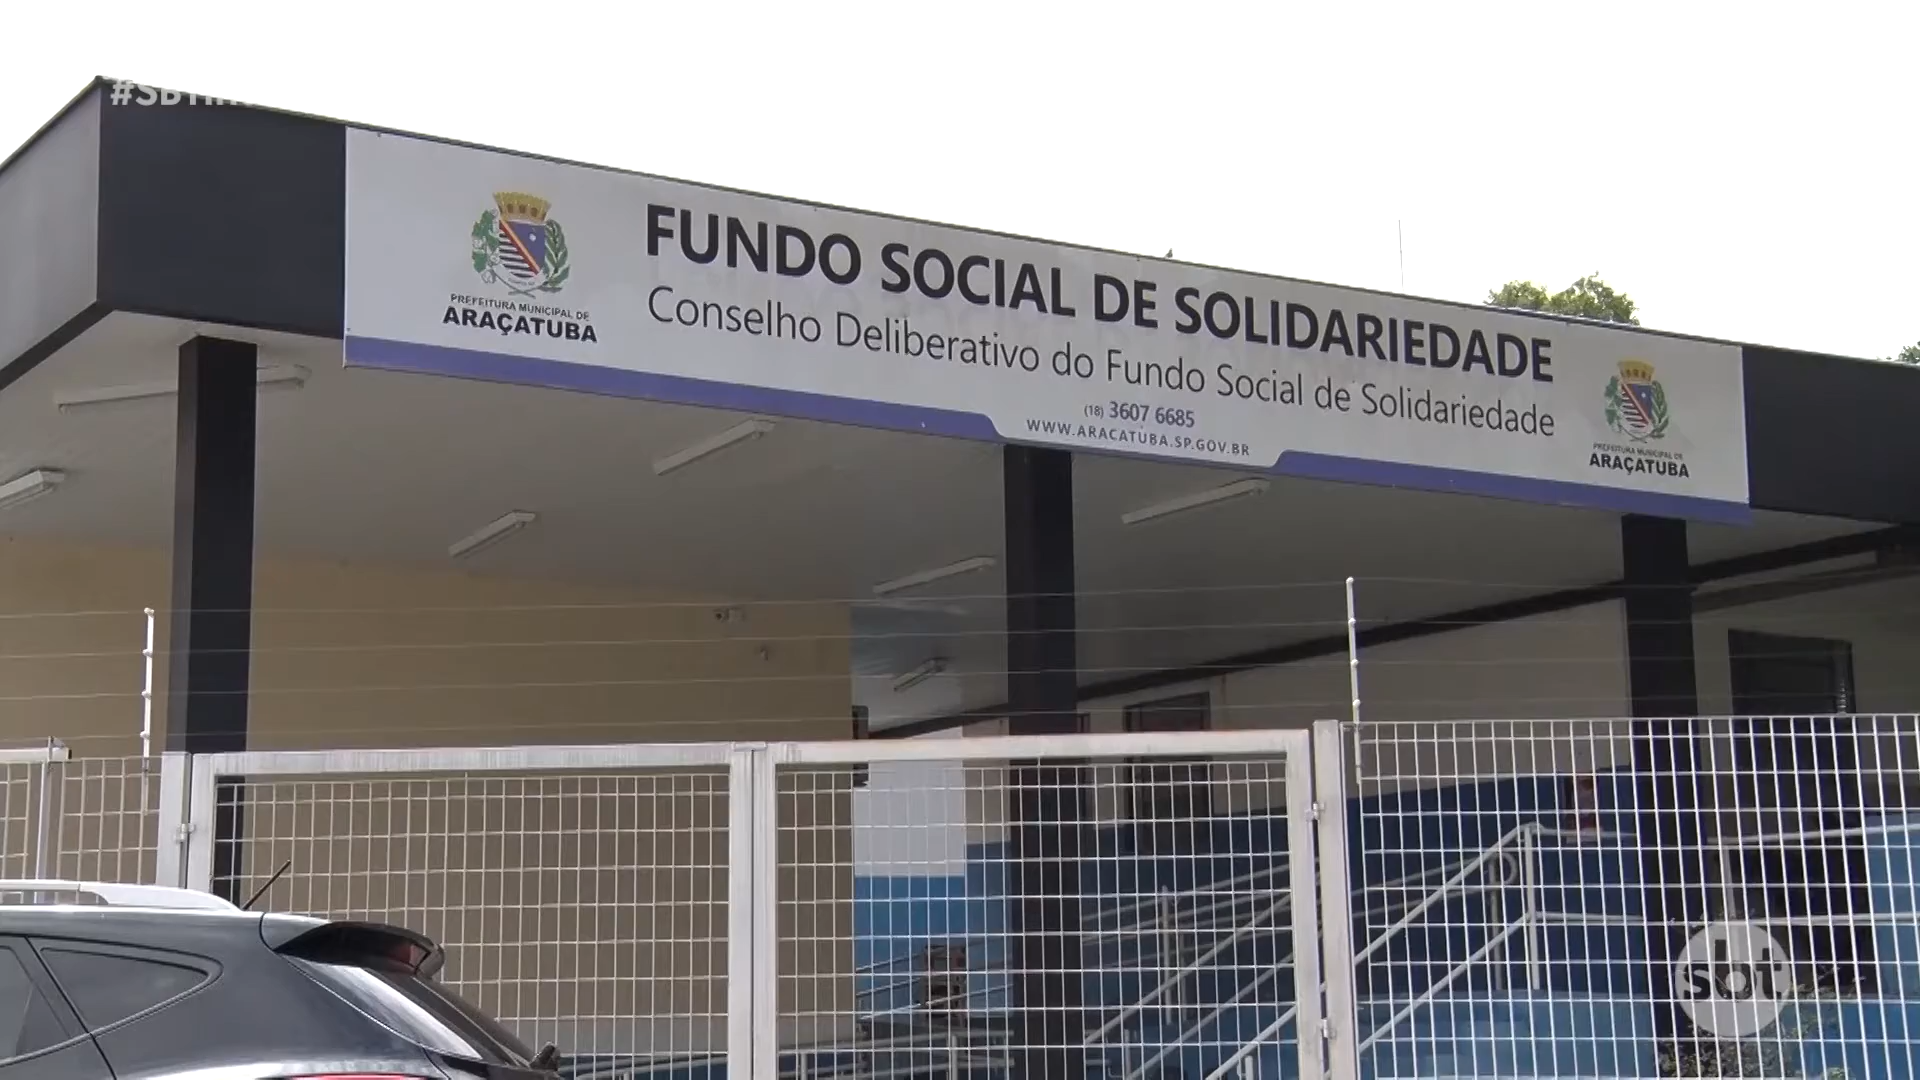 FUNDO SOCIAL DE SOLIDARIEDADE
Conselho Deliberativo do Fundo Social de Solidariedade
(18) 3607 6685
WWW.ARACATUBA.SP.GOV.BR
PREFEITURA MUNICIPAL DE
ARAÇATUBA
PREFEITURA MUNICIPAL DE
ARAÇATUBA
sbt